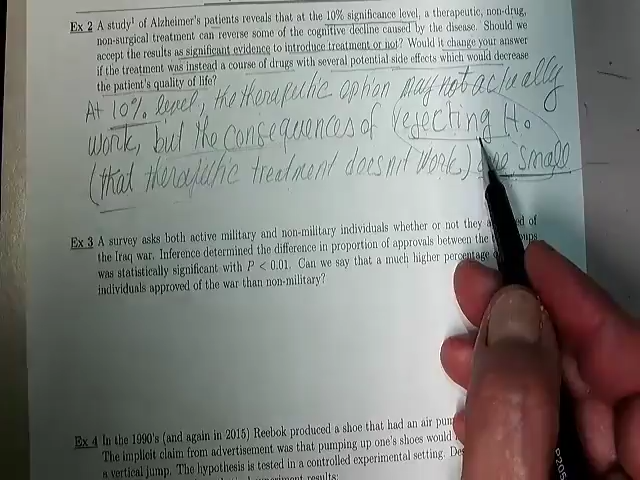 Ex 2 A study¹ of Alzheimer's patients reveals that at the 10% significance level, a therapeutic, non-drug,
non-surgical treatment can reverse some of the cognitive decline caused by the disease. Should we
accept the results as significant evidence to introduce treatment or not? Would it change your answer
if the treatment was instead a course of drugs with several potential side effects which would decrease
the patient's quality of life?
At 10% level, the therapeutic option may not actually
work, but the consequences of rejecting H₀
(that therapeutic treatment does not work) are small
Ex 3 A survey asks both active military and non-military individuals whether or not they of
the Iraq war. Inference determined the difference in proportion of approvals between the
was statistically significant with P < 0.01. Can we say that a much higher percentage
individuals approved of the war than non-military?
Ex 4 In the 1990's (and again in 2015) Reebok produced a shoe that had an air
The implicit claim from advertisement was that pumping up one's shoes would
a vertical jump. The hypothesis is tested in a controlled experimental setting.
experiment results: